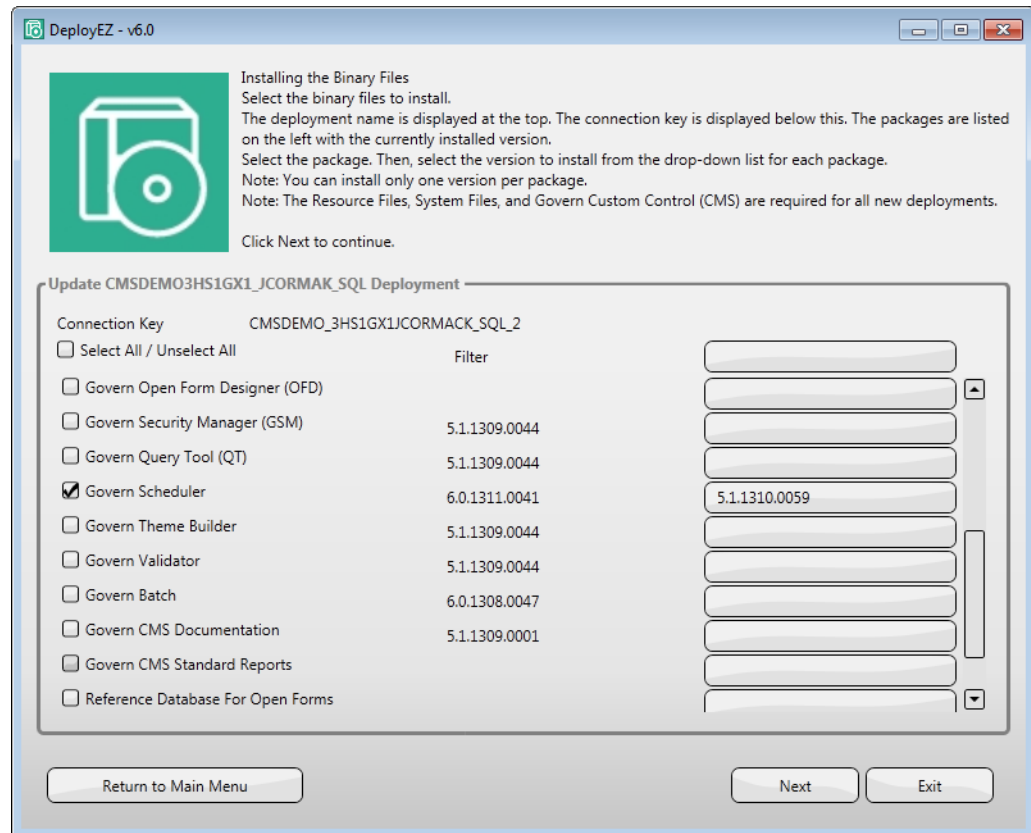 DeployEZ - v6.0
Installing the Binary Files
Select the binary files to install.
The deployment name is displayed at the top. The connection key is displayed below this. The packages are listed
on the left with the currently installed version.
Select the package. Then, select the version to install from the drop-down list for each package.
Note: You can install only one version per package.
Note: The Resource Files, System Files, and Govern Custom Control (CMS) are required for all new deployments.
Click Next to continue.
Update CMSDEMO3HS1GX1_JCORMAK_SQL Deployment
Connection Key CMSDEMO_3HS1GX1JCORMACK_SQL_2
Select All / Unselect All Filter
Govern Open Form Designer (OFD)
Govern Security Manager (GSM) 5.1.1309.0044
Govern Query Tool (QT) 5.1.1309.0044
Govern Scheduler 6.0.1311.0041 5.1.1310.0059
Govern Theme Builder 5.1.1309.0044
Govern Validator 5.1.1309.0044
Govern Batch 6.0.1308.0047
Govern CMS Documentation 5.1.1309.0001
Govern CMS Standard Reports
Reference Database For Open Forms
Return to Main Menu Next Exit